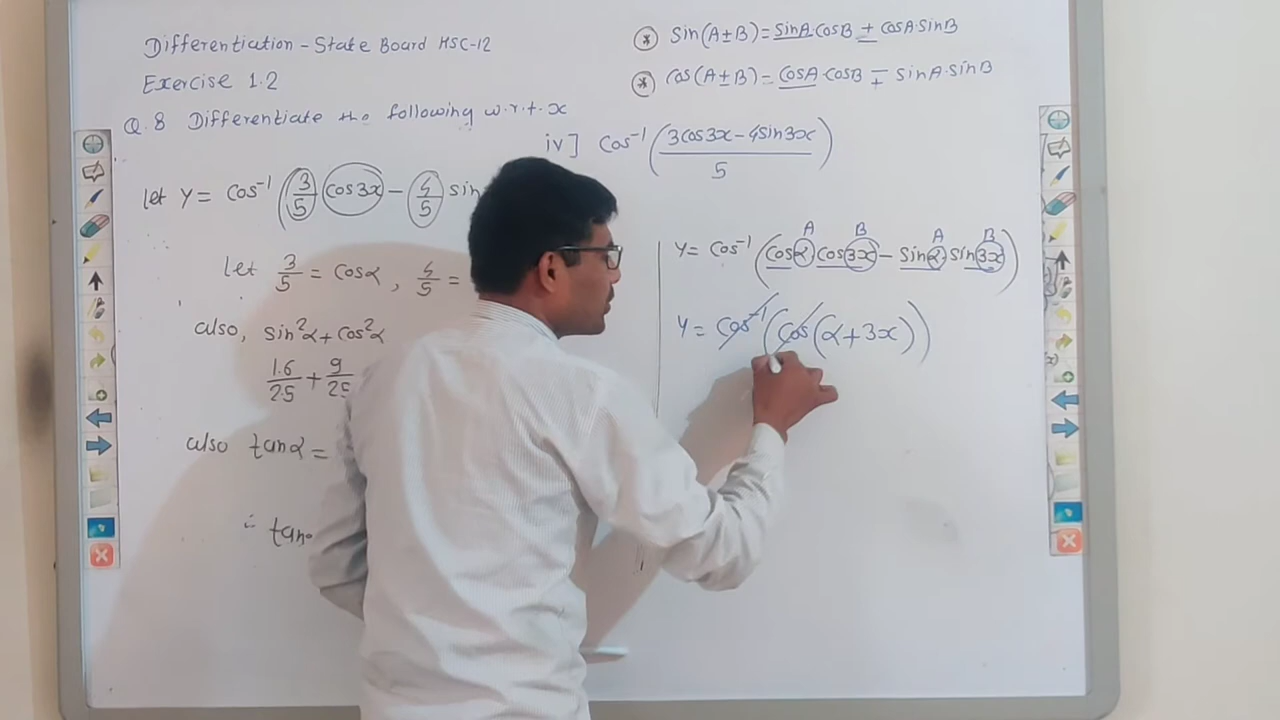 Differentiation - State Board HSC-12
Exercise 1.2
Q.8 Differentiate the following w.r.t. x
⊛ Sin(A±B) = sinA.cosB ± cosA.sinB
⊛ cos(A±B) = cosA.cosB ∓ sinA.sinB
iv] cos⁻¹((3cos3x - 4sin3x)/5)
let y = cos⁻¹(3/5 cos3x - 4/5 sin
let 3/5 = cosα, 4/5 =
also, sin²α + cos²α
16/25 + 9/25
also tanα =
∴ tan
A B A B
y = cos⁻¹(cosα cos3x - sinα sin3x)
y = cos⁻¹(cos(α+3x))